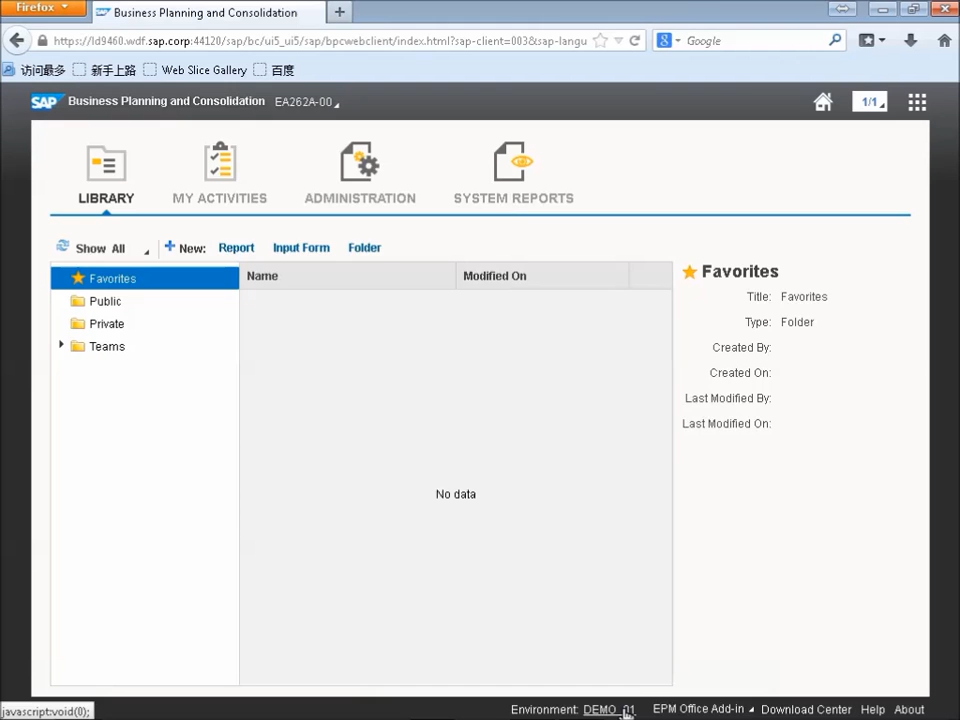 Firefox
Business Planning and Consolidation
https://ld9460.wdf.sap.corp:44120/sap/bc/ui5_ui5/sap/bpcwebclient/index.html?sap-client=003&sap-langu
Google
访问最多 新手上路 Web Slice Gallery 百度
SAP Business Planning and Consolidation EA262A-00 1/1
LIBRARY MY ACTIVITIES ADMINISTRATION SYSTEM REPORTS
Show All New: Report Input Form Folder
Favorites
Public
Private
Teams
Name Modified On
No data
Favorites
Title: Favorites
Type: Folder
Created By:
Created On:
Last Modified By:
Last Modified On:
javascript:void(0);
Environment: DEMO_01 EPM Office Add-in Download Center Help About